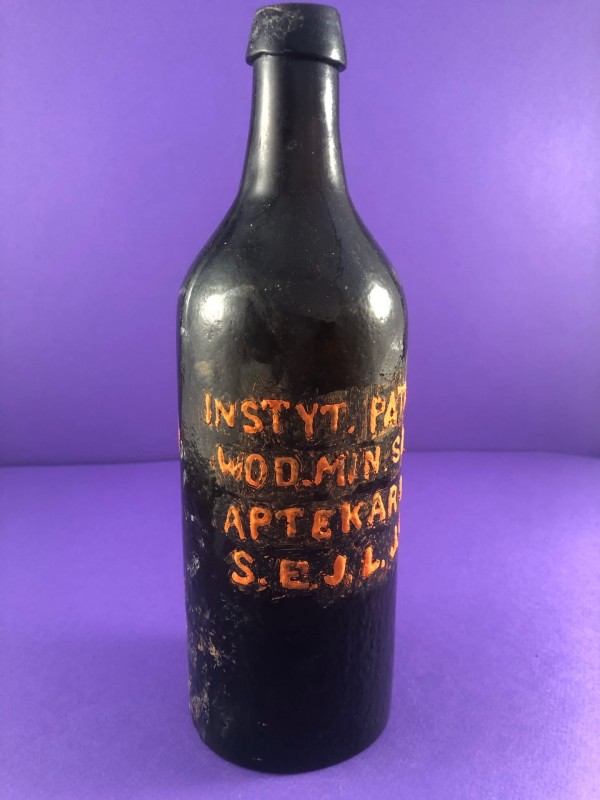 INSTYT. PAT
WOD.MIN. S
APTEKAR
S. E. J. L. J